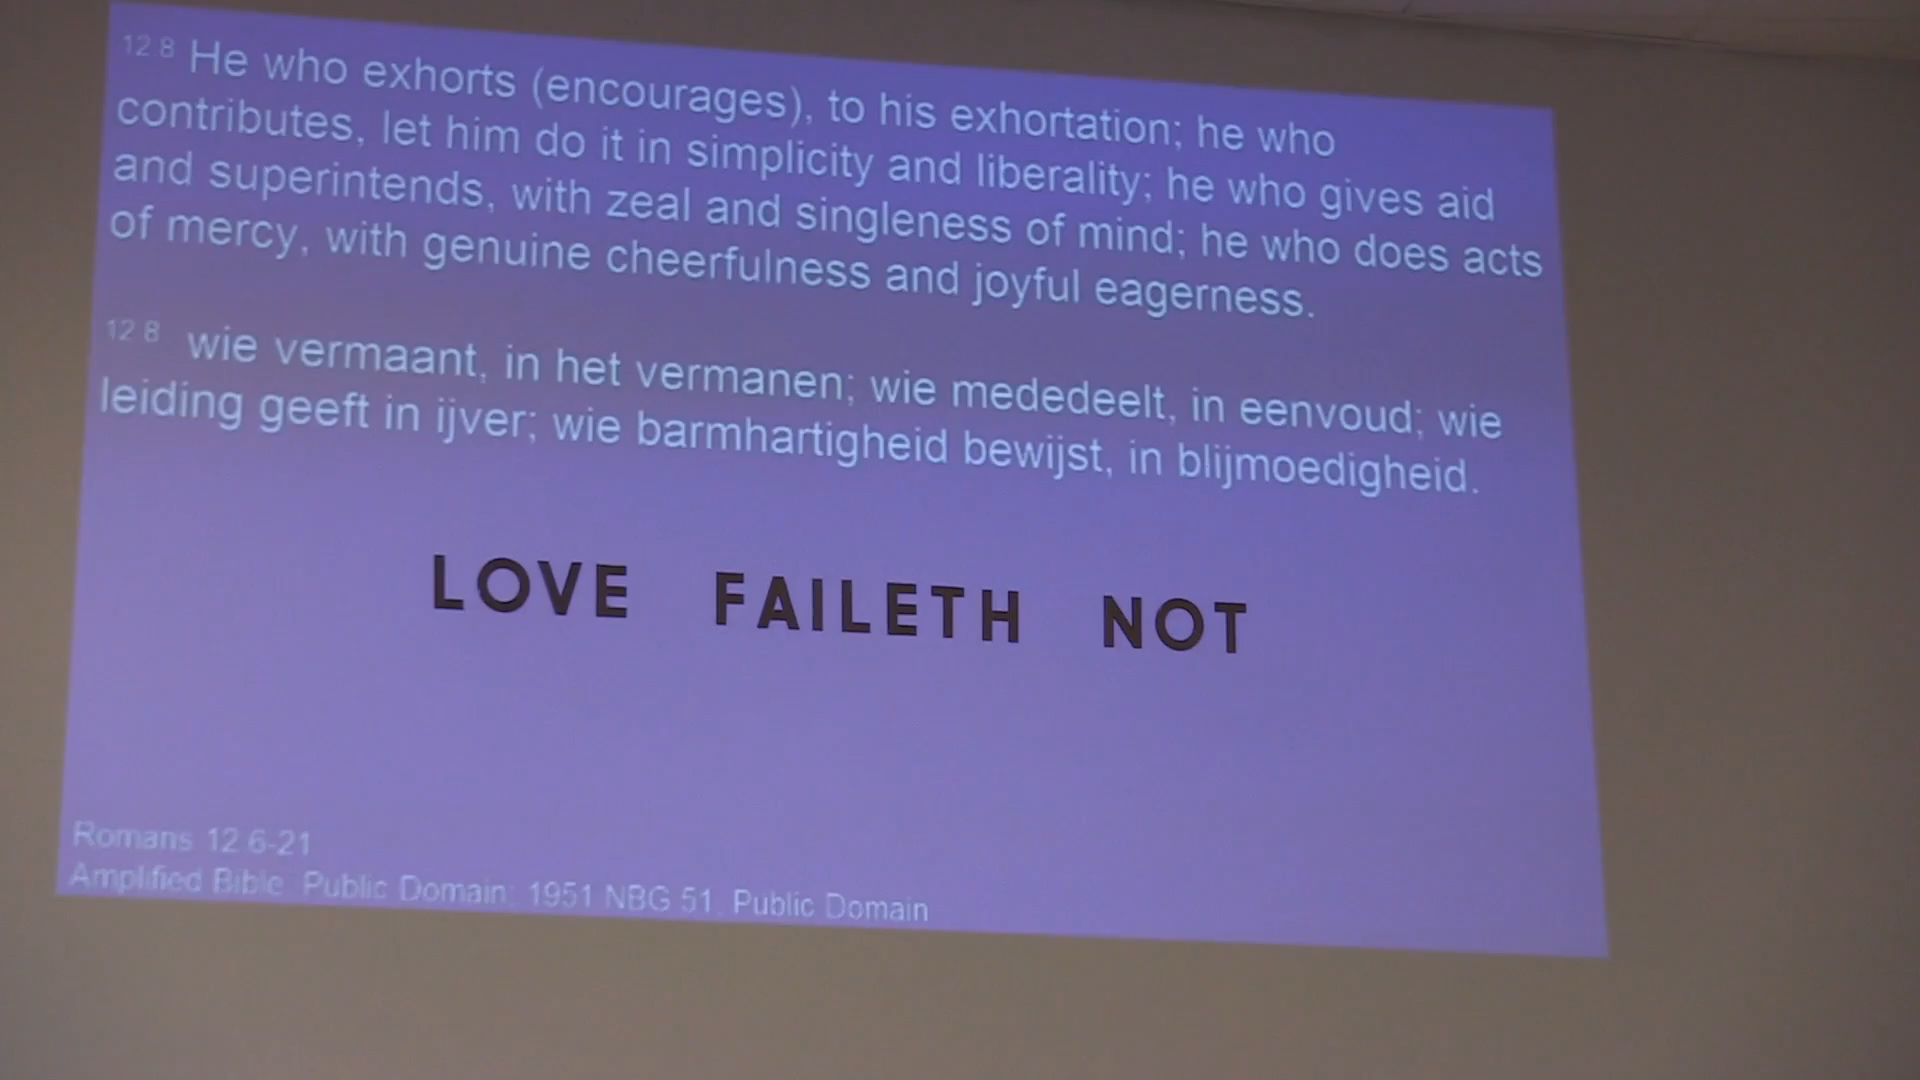 12 8 He who exhorts (encourages), to his exhortation; he who
contributes, let him do it in simplicity and liberality; he who gives aid
and superintends, with zeal and singleness of mind; he who does acts
of mercy, with genuine cheerfulness and joyful eagerness.
12 8 wie vermaant, in het vermanen; wie mededeelt, in eenvoud; wie
leiding geeft in ijver; wie barmhartigheid bewijst, in blijmoedigheid.
LOVE FAILETH NOT
Romans 12 6-21
Amplified Bible. Public Domain; 1951 NBG 51, Public Domain